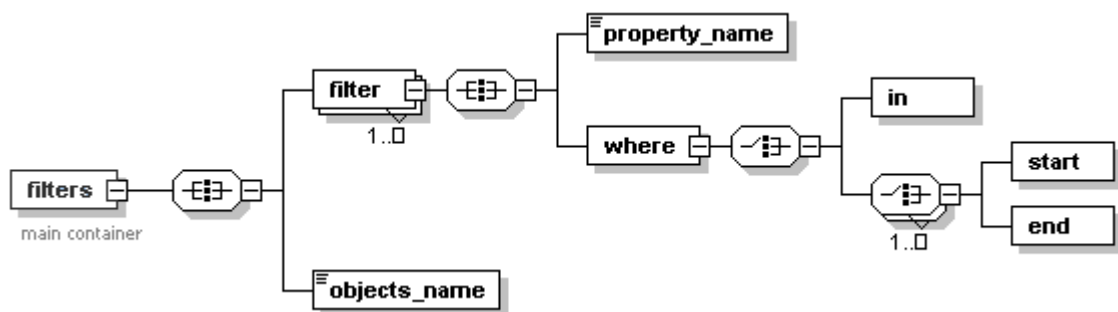 property_name
filter
1..
in
where
start
filters
end
main container
1..
objects_name